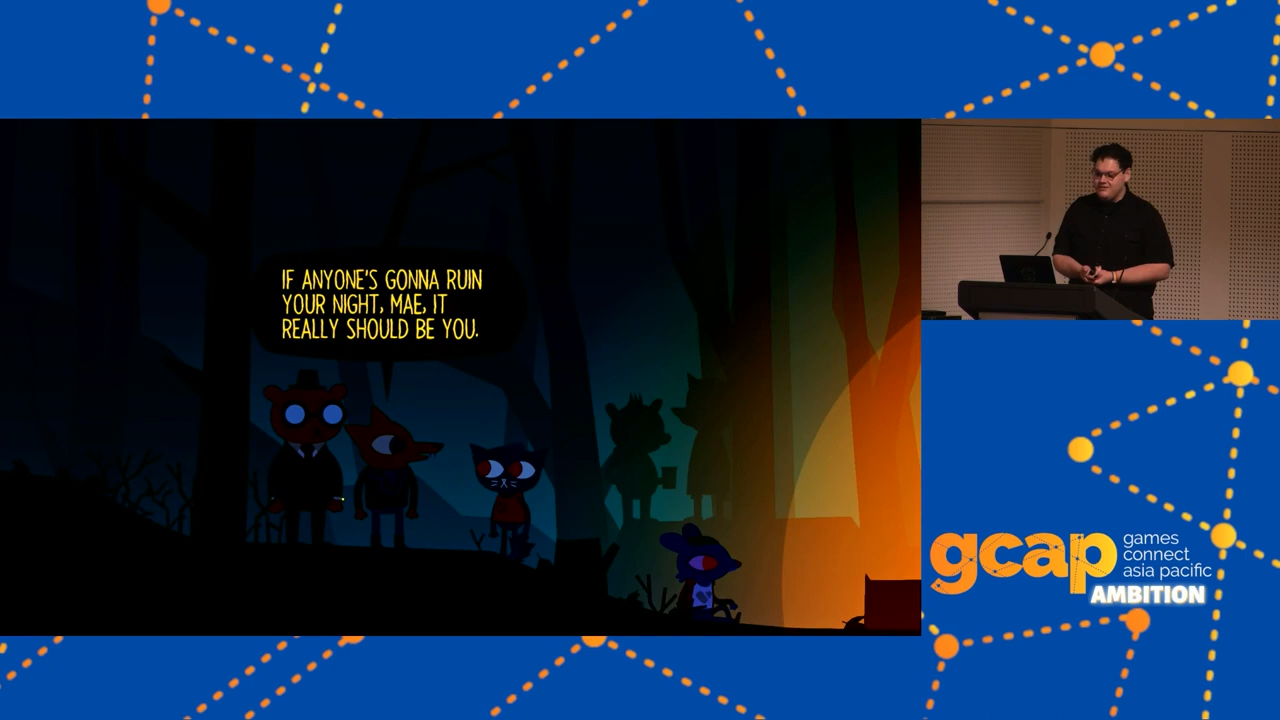 IF ANYONE'S GONNA RUIN
YOUR NIGHT, MAE, IT
REALLY SHOULD BE YOU.
gcap
games
connect
asia pacific
AMBITION